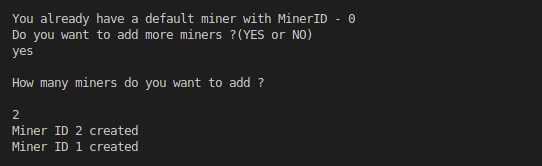 You already have a default miner with MinerID - 0
Do you want to add more miners ?(YES or NO)
yes
How many miners do you want to add ?
2
Miner ID 2 created
Miner ID 1 created